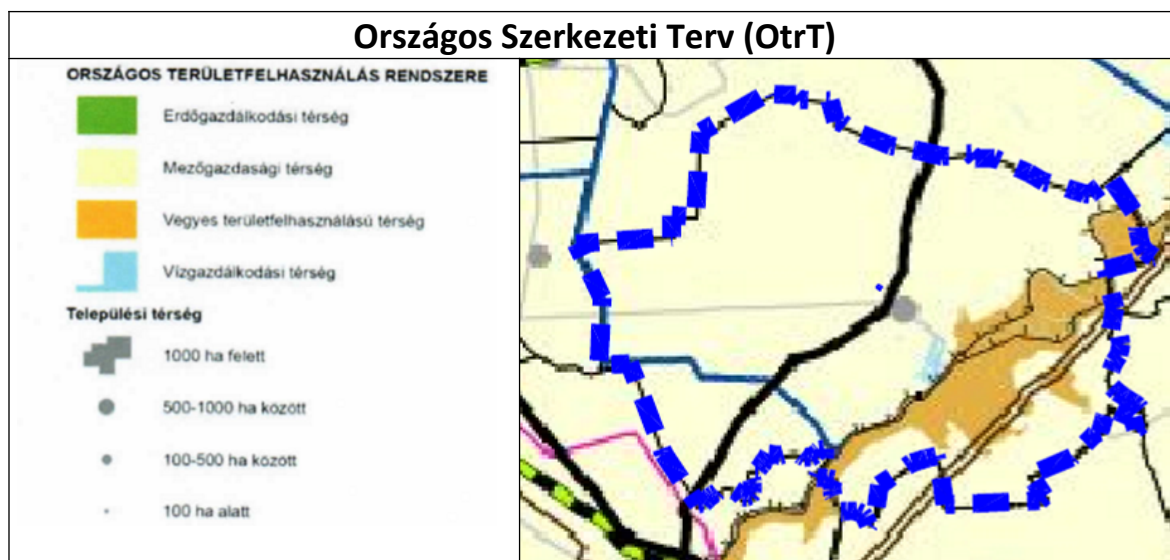 Országos Szerkezeti Terv (OtrT)
ORSZÁGOS TERÜLETFELHASZNÁLÁS RENDSZERE
Erdőgazdálkodási térség
Mezőgazdasági térség
Vegyes területfelhasználású térség
Vízgazdálkodási térség
Települési térség
1000 ha felett
500-1000 ha között
100-500 ha között
100 ha alatt